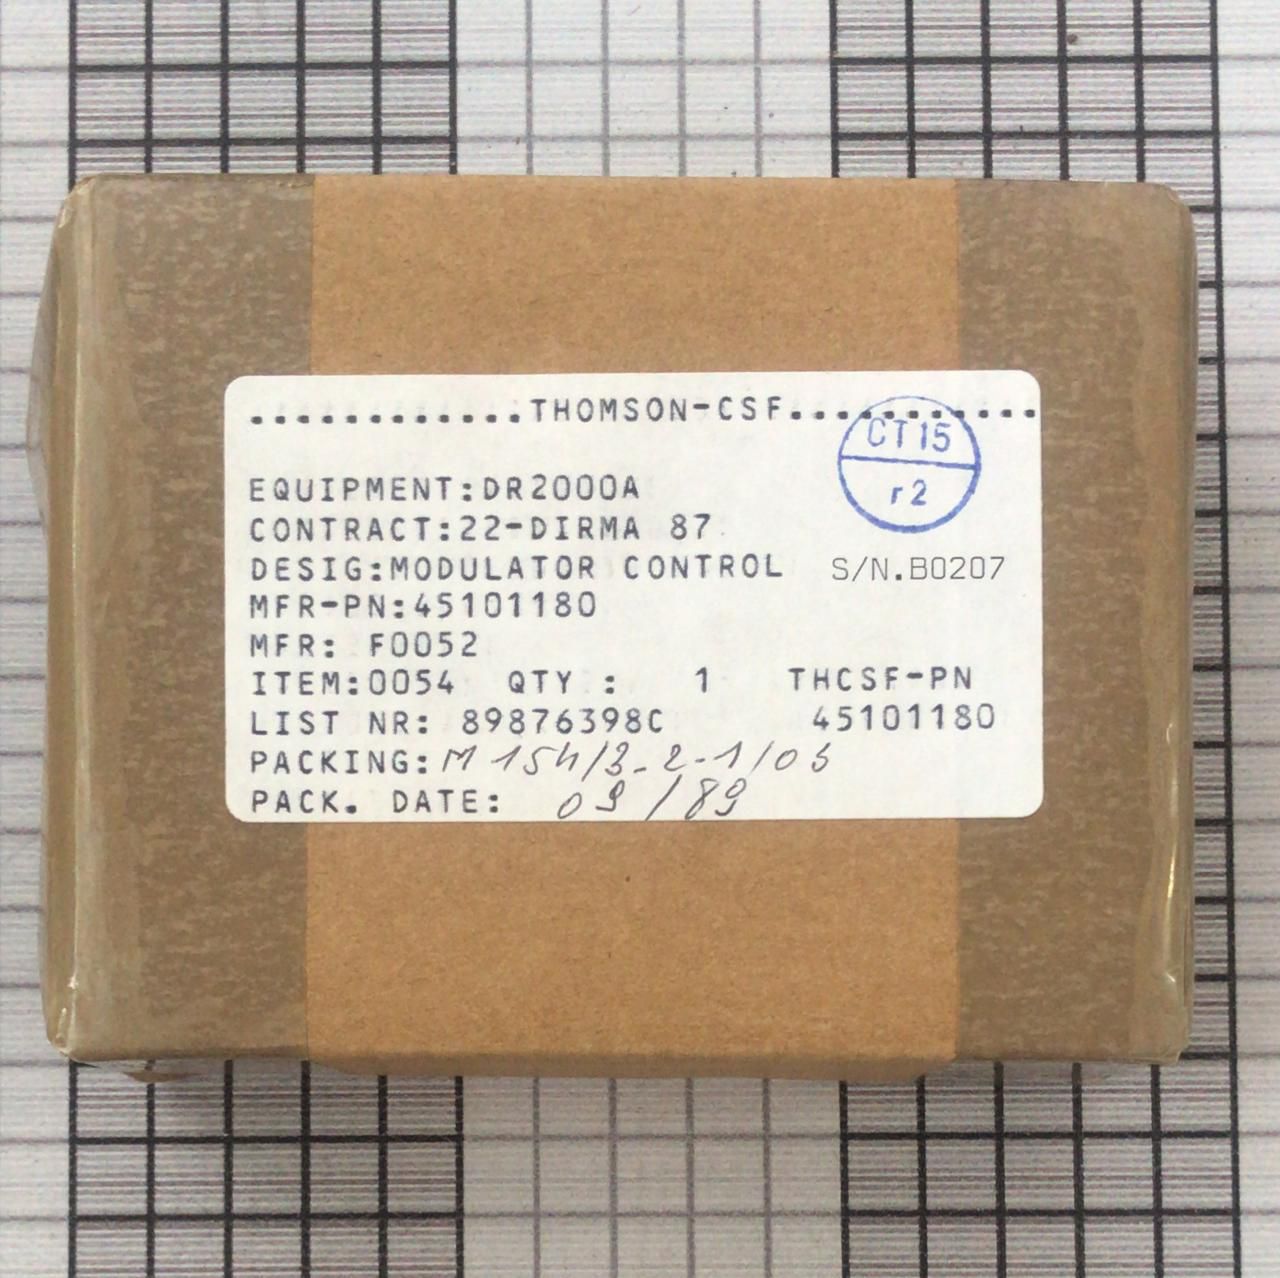 ............THOMSON-CSF...........
CT15
r2
EQUIPMENT:DR2000A
CONTRACT:22-DIRMA 87
DESIG:MODULATOR CONTROL S/N.B0207
MFR-PN:45101180
MFR: F0052
ITEM:0054 QTY : 1 THCSF-PN
LIST NR: 89876398C 45101180
PACKING:M 154/3-2-1/05
PACK. DATE: 09/89